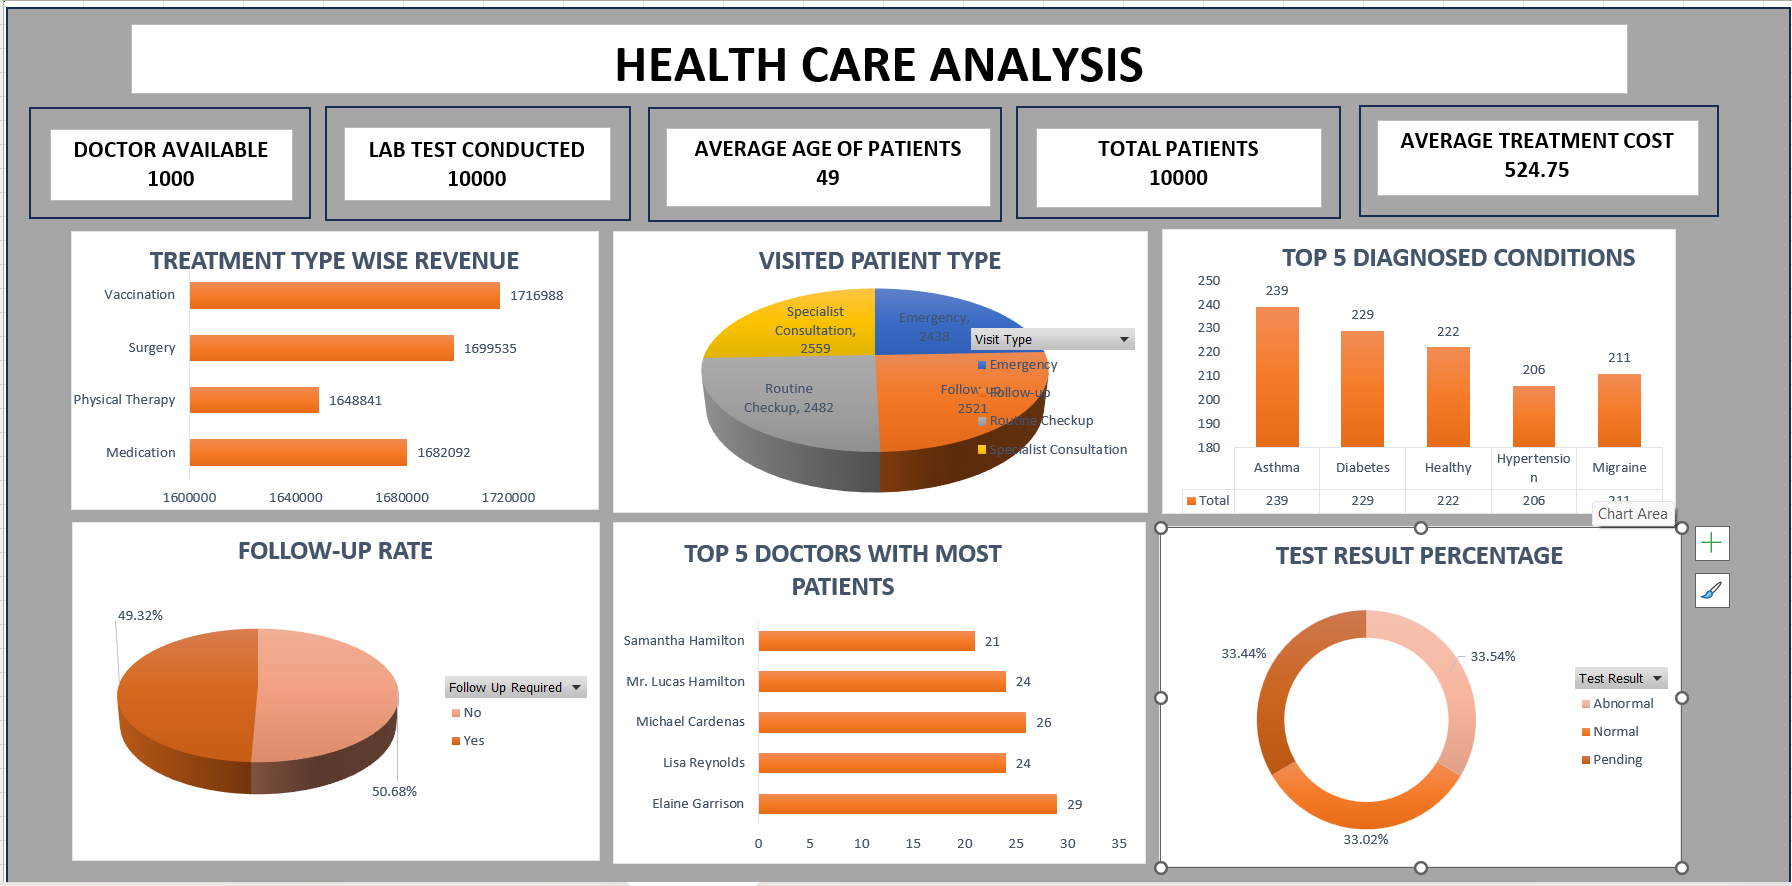 HEALTH CARE ANALYSIS
DOCTOR AVAILABLE
1000
LAB TEST CONDUCTED
10000
AVERAGE AGE OF PATIENTS
49
TOTAL PATIENTS
10000
AVERAGE TREATMENT COST
524.75
TREATMENT TYPE WISE REVENUE
Vaccination
1716988
Surgery
1699535
Physical Therapy
1648841
Medication
1682092
1600000 1640000 1680000 1720000
VISITED PATIENT TYPE
Specialist
Consultation,
2559
Emergency,
2438
Routine
Checkup, 2482
Follow-up,
2521
Visit Type
Emergency
Follow-up
Routine Checkup
Specialist Consultation
TOP 5 DIAGNOSED CONDITIONS
250
240
230
220
210
200
190
180
239
229
222
206
211
Asthma Diabetes Healthy Hypertensio
n Migraine
Total 239 229 222 206 211
Chart Area
FOLLOW-UP RATE
49.32%
50.68%
Follow Up Required
No
Yes
TOP 5 DOCTORS WITH MOST
PATIENTS
Samantha Hamilton 21
Mr. Lucas Hamilton 24
Michael Cardenas 26
Lisa Reynolds 24
Elaine Garrison 29
0 5 10 15 20 25 30 35
TEST RESULT PERCENTAGE
33.44%
33.54%
33.02%
Test Result
Abnormal
Normal
Pending